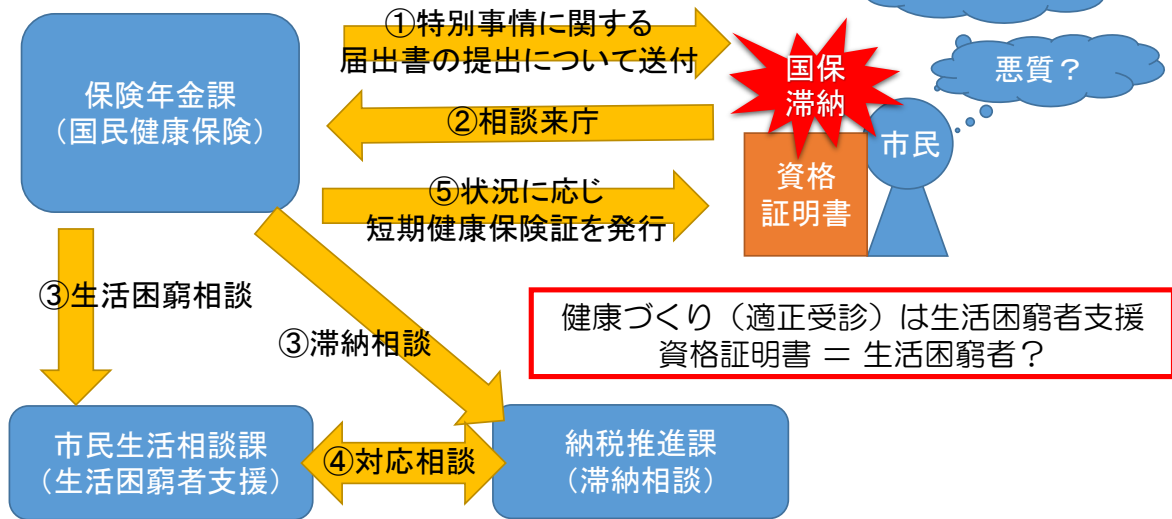 ①特別事情に関する
届出書の提出について送付
保険年金課
（国民健康保険）
国保
滞納
悪質？
②相談来庁
市民
資格
証明書
⑤状況に応じ
短期健康保険証を発行
③生活困窮相談
③滞納相談
健康づくり（適正受診）は生活困窮者支援
資格証明書 ＝ 生活困窮者？
市民生活相談課
（生活困窮者支援）
④対応相談
納税推進課
（滞納相談）